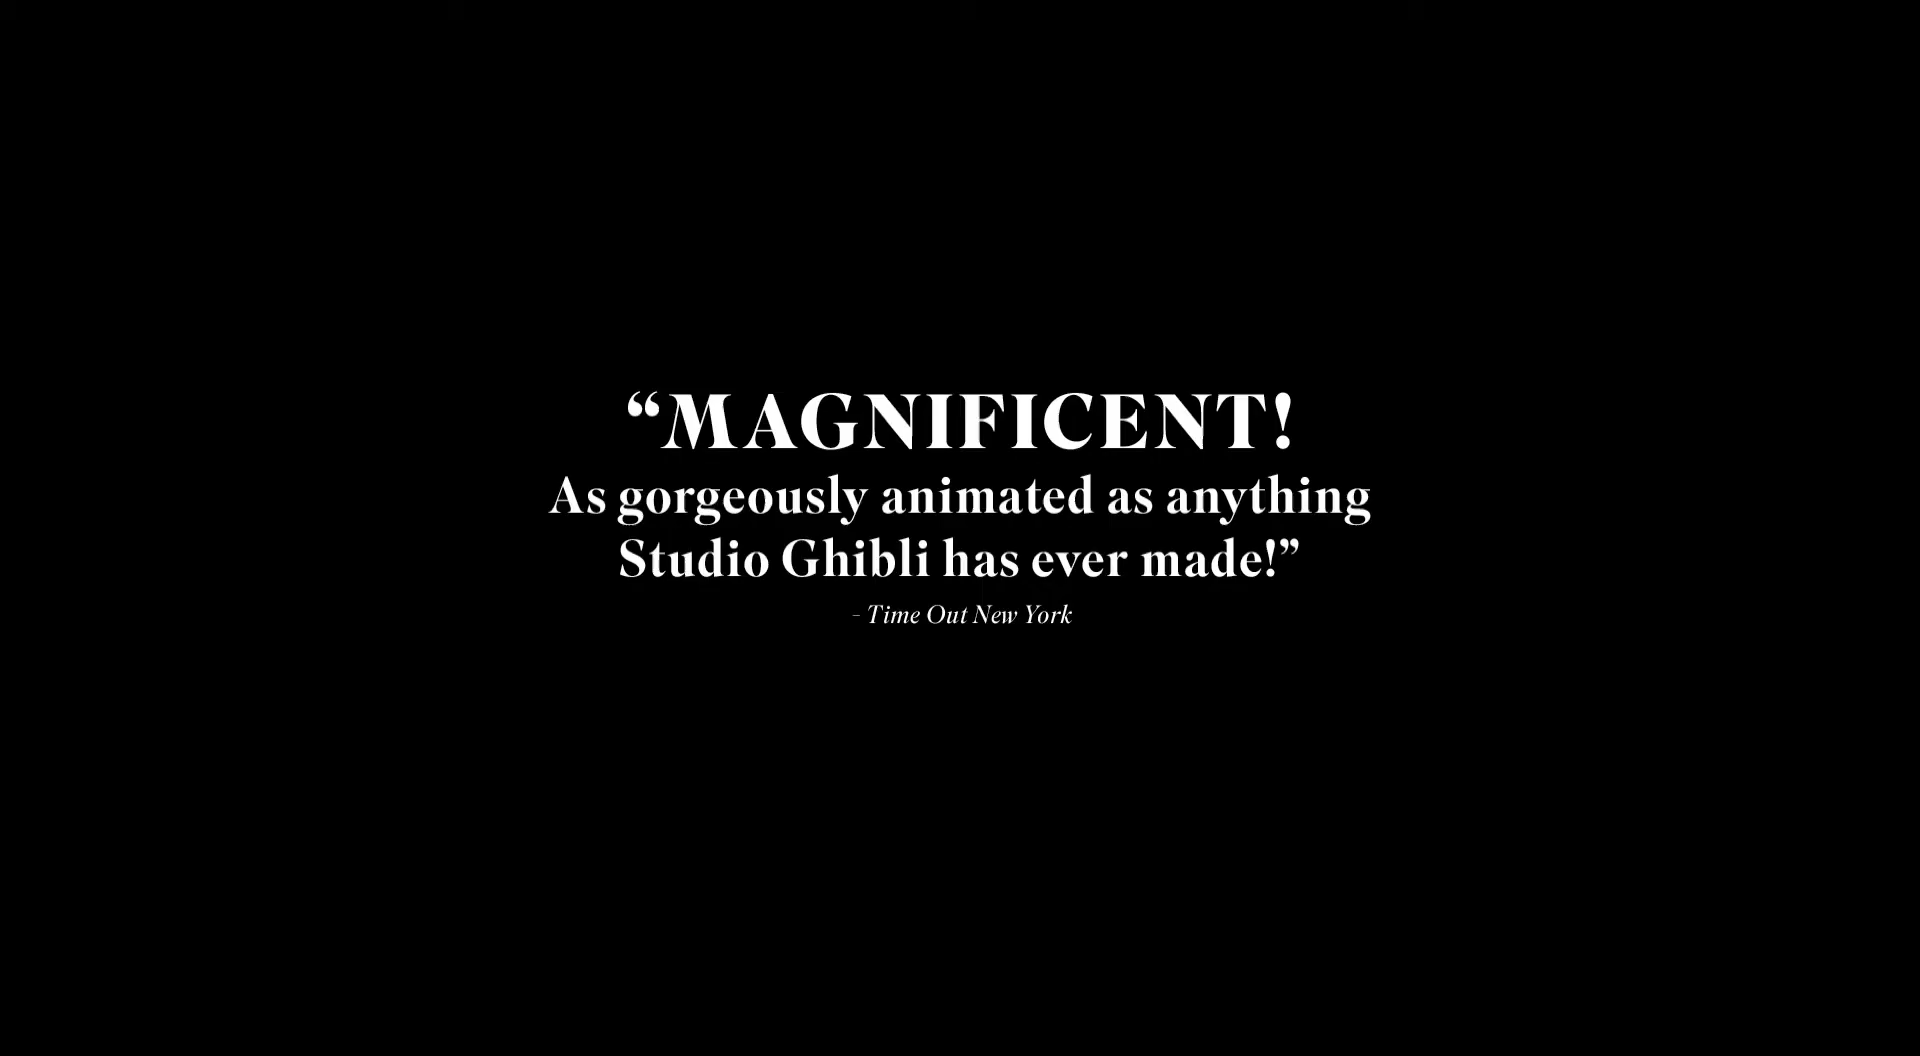 “MAGNIFICENT!
As gorgeously animated as anything
Studio Ghibli has ever made!”
- Time Out New York